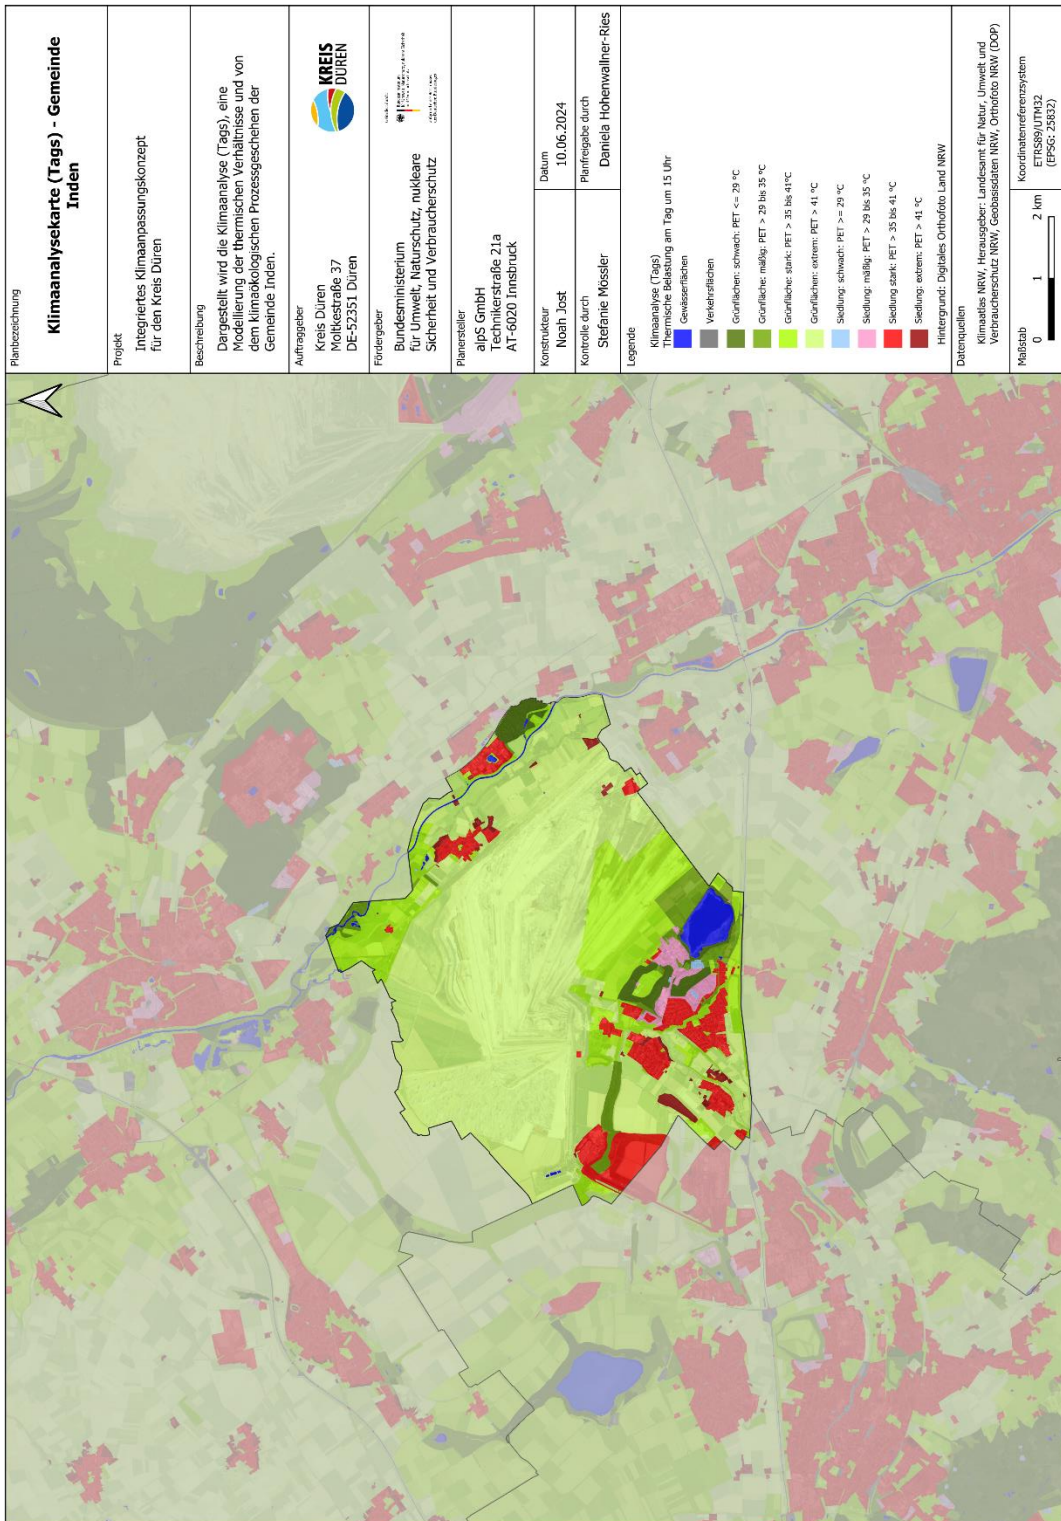 Planbezeichnung
Klimaanalysekarte (Tags) - Gemeinde
Inden
Projekt
Integriertes Klimaanpassungskonzept
für den Kreis Düren
Beschreibung
Dargestellt wird die Klimaanalyse (Tags), eine
Modellierung der thermischen Verhältnisse und von
dem klimaökologischen Prozessgeschehen der
Gemeinde Inden.
Auftraggeber
Kreis Düren
Moltkestraße 37
DE-52351 Düren
KREIS
DÜREN
Fördergeber
Bundesministerium
für Umwelt, Naturschutz, nukleare
Sicherheit und Verbraucherschutz
Planersteller
alpS GmbH
Technikerstraße 21a
AT-6020 Innsbruck
Konstrukteur
Noah Jost
Datum
10.06.2024
Kontrolle durch
Stefanie Mössler
Planfreigabe durch
Daniela Hohenwallner-Ries
Legende
Klimaanalyse (Tags)
Thermische Belastung am Tag um 15 Uhr
Gewässerflächen
Verkehrsflächen
Grünflächen: schwach: PET <= 29 °C
Grünfläche: mäßig: PET > 29 bis 35 °C
Grünfläche: stark: PET > 35 bis 41°C
Grünflächen: extrem: PET > 41 °C
Siedlung: schwach: PET >= 29 °C
Siedlung: mäßig: PET > 29 bis 35 °C
Siedlung stark: PET > 35 bis 41 °C
Siedlung: extrem: PET > 41 °C
Hintergrund: Digitales Orthofoto Land NRW
Datenquellen
Klimaatlas NRW, Herausgeber: Landesamt für Natur, Umwelt und
Verbraucherschutz NRW, Geobasisdaten NRW, Orthofoto NRW (DOP)
Maßstab
0 1 2 km
Koordinatenreferenzsystem
ETRS89/UTM32
(EPSG: 25832)